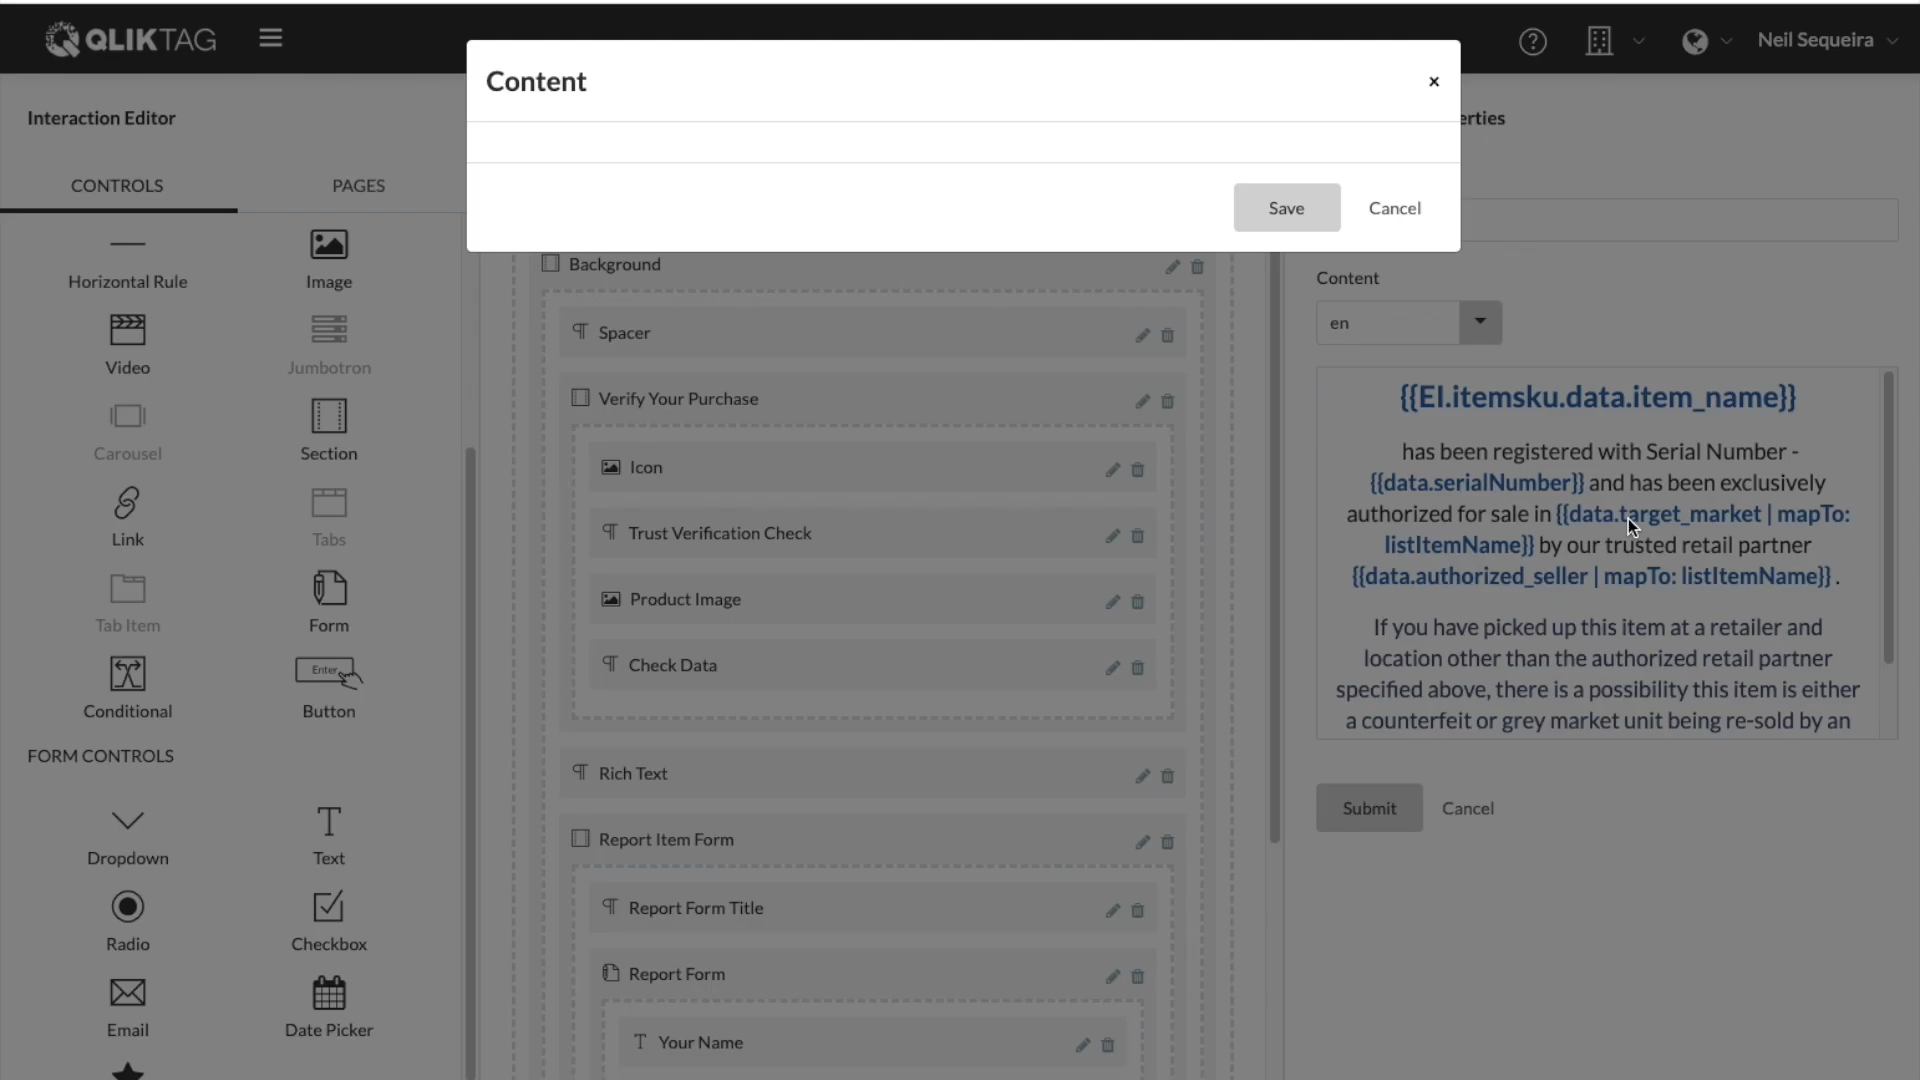 QLIKTAG
Neil Sequeira
Content
×
Save
Cancel
Interaction Editor
CONTROLS
PAGES
Horizontal Rule
Image
Video
Jumbotron
Carousel
Section
Link
Tabs
Tab Item
Form
Enter
Conditional
Button
FORM CONTROLS
Dropdown
Text
Radio
Checkbox
Email
Date Picker
Background
Spacer
Verify Your Purchase
Icon
Trust Verification Check
Product Image
Check Data
Rich Text
Report Item Form
Report Form Title
Report Form
Your Name
erties
Content
en
{{EI.itemsku.data.item_name}}
has been registered with Serial Number -
{{data.serialNumber}} and has been exclusively
authorized for sale in {{data.target_market | mapTo:
listItemName}} by our trusted retail partner
{{data.authorized_seller | mapTo: listItemName}} .
If you have picked up this item at a retailer and
location other than the authorized retail partner
specified above, there is a possibility this item is either
a counterfeit or grey market unit being re-sold by an
Submit
Cancel